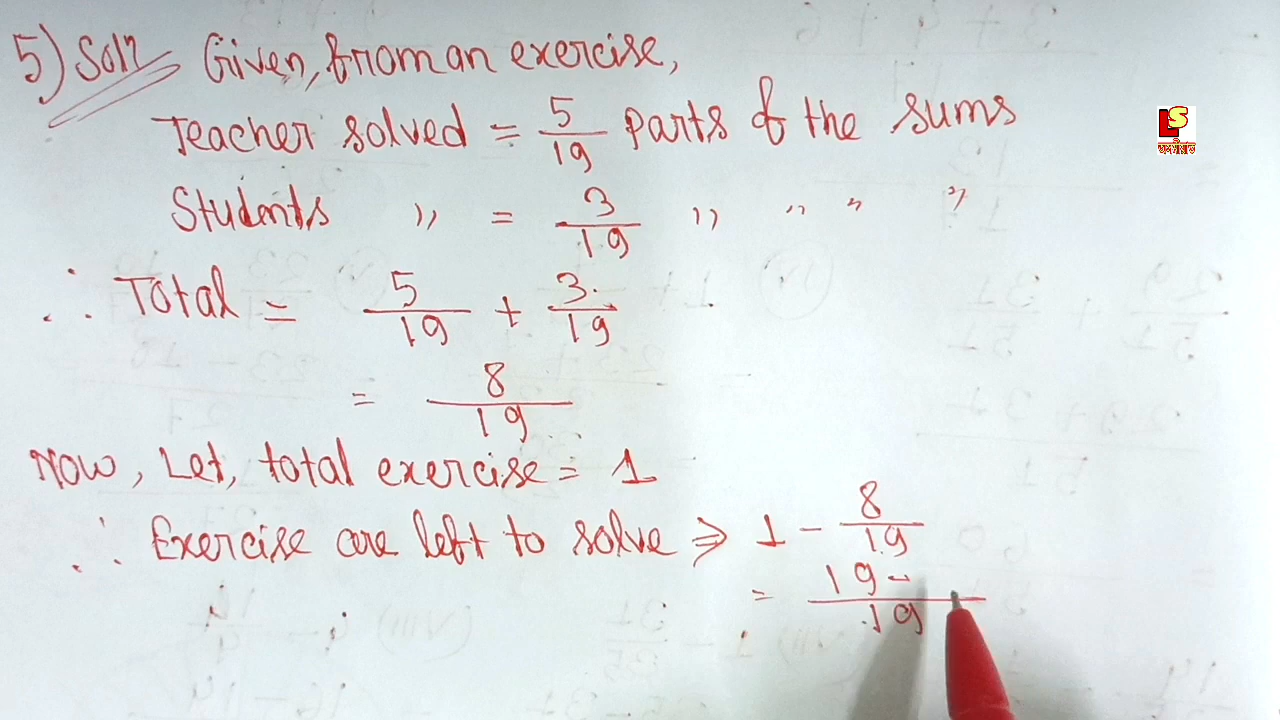 5) Soln Given, from an exercise,
Teacher solved = 5/19 parts of the sums
Students " = 3/19 " " " "
∴ Total = 5/19 + 3/19
= 8/19
Now, Let, total exercise = 1
∴ Exercise are left to solve ⇒ 1 - 8/19
= 19-/19
LS